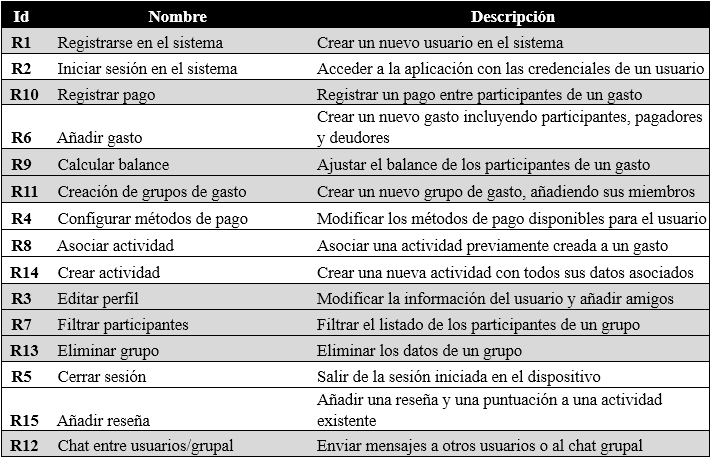 Id Nombre Descripción
R1 Registrarse en el sistema Crear un nuevo usuario en el sistema
R2 Iniciar sesión en el sistema Acceder a la aplicación con las credenciales de un usuario
R10 Registrar pago Registrar un pago entre participantes de un gasto
Crear un nuevo gasto incluyendo participantes, pagadores
R6 Añadir gasto y deudores
R9 Calcular balance Ajustar el balance de los participantes de un gasto
R11 Creación de grupos de gasto Crear un nuevo grupo de gasto, añadiendo sus miembros
R4 Configurar métodos de pago Modificar los métodos de pago disponibles para el usuario
R8 Asociar actividad Asociar una actividad previamente creada a un gasto
R14 Crear actividad Crear una nueva actividad con todos sus datos asociados
R3 Editar perfil Modificar la información del usuario y añadir amigos
R7 Filtrar participantes Filtrar el listado de los participantes de un grupo
R13 Eliminar grupo Eliminar los datos de un grupo
R5 Cerrar sesión Salir de la sesión iniciada en el dispositivo
Añadir una reseña y una puntuación a una actividad
R15 Añadir reseña existente
R12 Chat entre usuarios/grupal Enviar mensajes a otros usuarios o al chat grupal